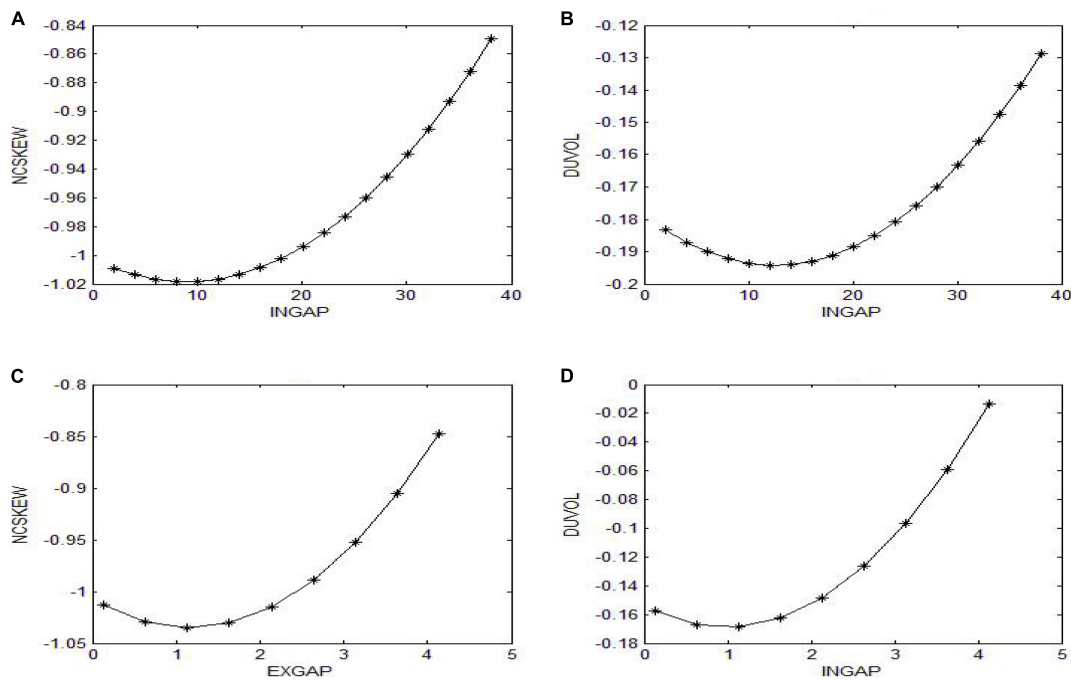 A
-0.84
-0.86
-0.88
-0.9
-0.92
-0.94
-0.96
-0.98
-1
-1.02
NCSKEW
0 10 20 30 40
INGAP
B
-0.12
-0.13
-0.14
-0.15
-0.16
-0.17
-0.18
-0.19
-0.2
DUVOL
0 10 20 30 40
INGAP
C
-0.8
-0.85
-0.9
-0.95
-1
-1.05
NCSKEW
0 1 2 3 4 5
EXGAP
D
0
-0.02
-0.04
-0.06
-0.08
-0.1
-0.12
-0.14
-0.16
-0.18
DUVOL
0 1 2 3 4 5
INGAP